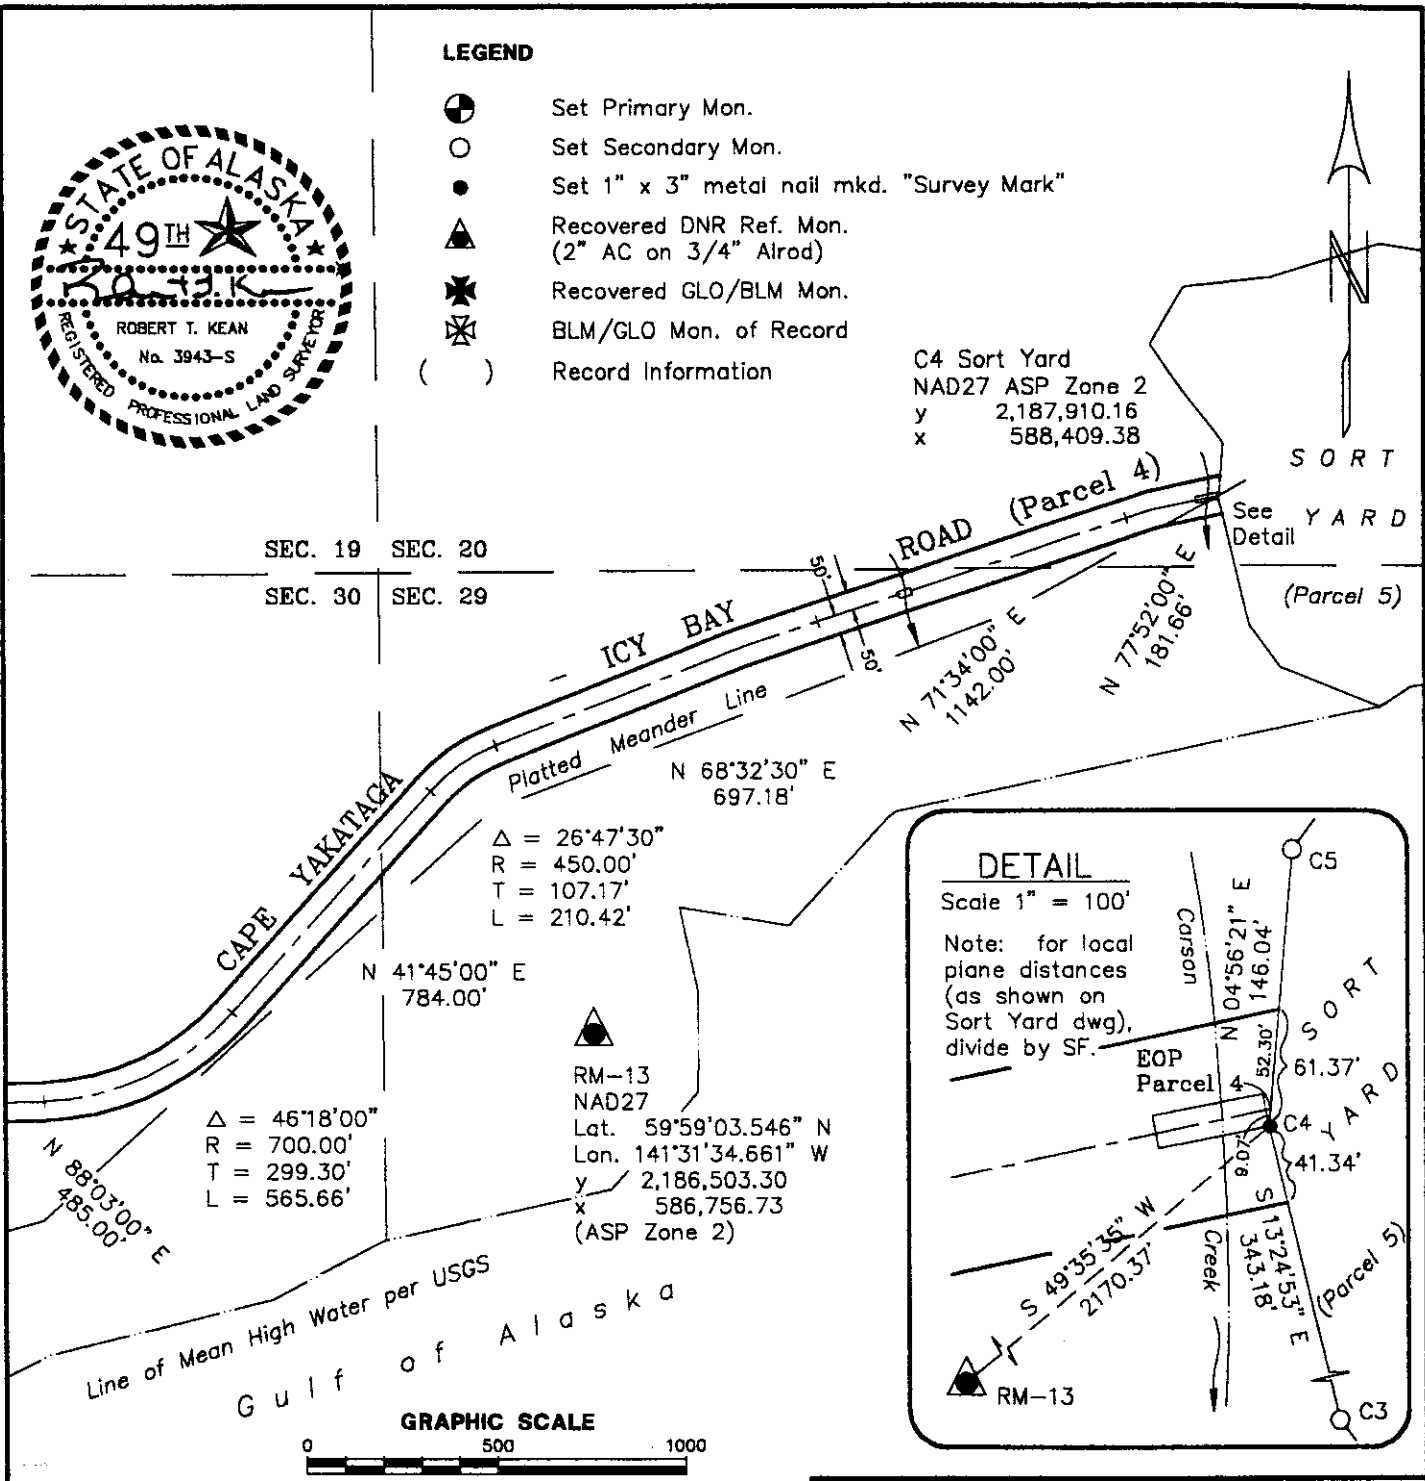 LEGEND
Set Primary Mon.
Set Secondary Mon.
Set 1" x 3" metal nail mkd. "Survey Mark"
Recovered DNR Ref. Mon.
(2" AC on 3/4" Alrod)
Recovered GLO/BLM Mon.
BLM/GLO Mon. of Record
( ) Record Information
STATE OF ALASKA
49TH
ROBERT T. KEAN
No. 3943-S
REGISTERED PROFESSIONAL LAND SURVEYOR
N
C4 Sort Yard
NAD27 ASP Zone 2
y 2,187,910.16
x 588,409.38
SORT
YARD
(Parcel 5)
See
Detail
SEC. 19 SEC. 20
SEC. 30 SEC. 29
CAPE YAKATAGA ICY BAY ROAD (Parcel 4)
50'
50'
N 77°52'00" E
181.66'
N 71°34'00" E
1142.00'
Platted Meander Line
N 68°32'30" E
697.18'
Δ = 26°47'30"
R = 450.00'
T = 107.17'
L = 210.42'
N 41°45'00" E
784.00'
Δ = 46°18'00"
R = 700.00'
T = 299.30'
L = 565.66'
N 88°03'00" E
485.00'
RM-13
NAD27
Lat. 59°59'03.546" N
Lon. 141°31'34.661" W
y 2,186,503.30
x 586,756.73
(ASP Zone 2)
Line of Mean High Water per USGS
Gulf of Alaska
GRAPHIC SCALE
0 500 1000
DETAIL
Scale 1" = 100'
Note: for local
plane distances
(as shown on
Sort Yard dwg),
divide by SF.
Carson
Creek
C5
N 04°56'21" E
146.04'
SORT
YARD
52.30'
61.37'
EOP
Parcel 4
C4
9.07'
41.34'
S 49°35'35" W
2170.37'
S 13°24'53" E
343.18'
(Parcel 5)
RM-13
C3